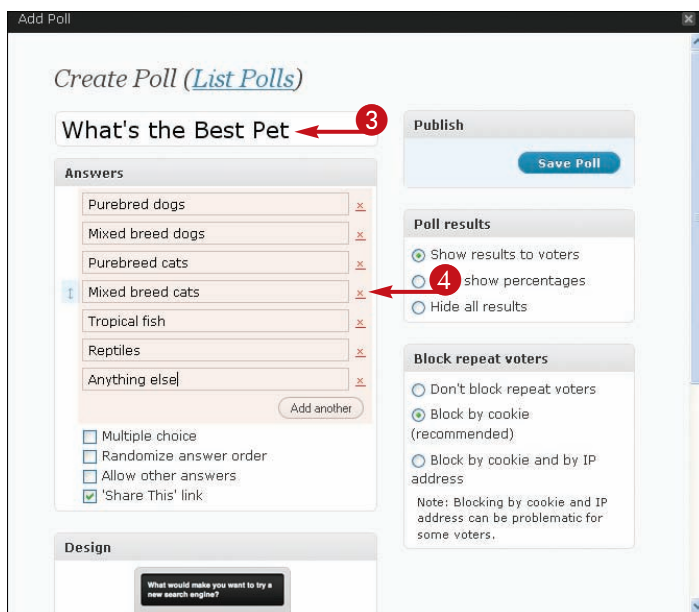 Add Poll
Create Poll (List Polls)
What's the Best Pet
3
Answers
Purebred dogs
Mixed breed dogs
Purebreed cats
Mixed breed cats
4
Tropical fish
Reptiles
Anything else
Add another
Multiple choice
Randomize answer order
Allow other answers
'Share This' link
Design
What would make you want to try a
new search engine?
Publish
Save Poll
Poll results
Show results to voters
show percentages
Hide all results
Block repeat voters
Don't block repeat voters
Block by cookie
(recommended)
Block by cookie and by IP
address
Note: Blocking by cookie and IP
address can be problematic for
some voters.